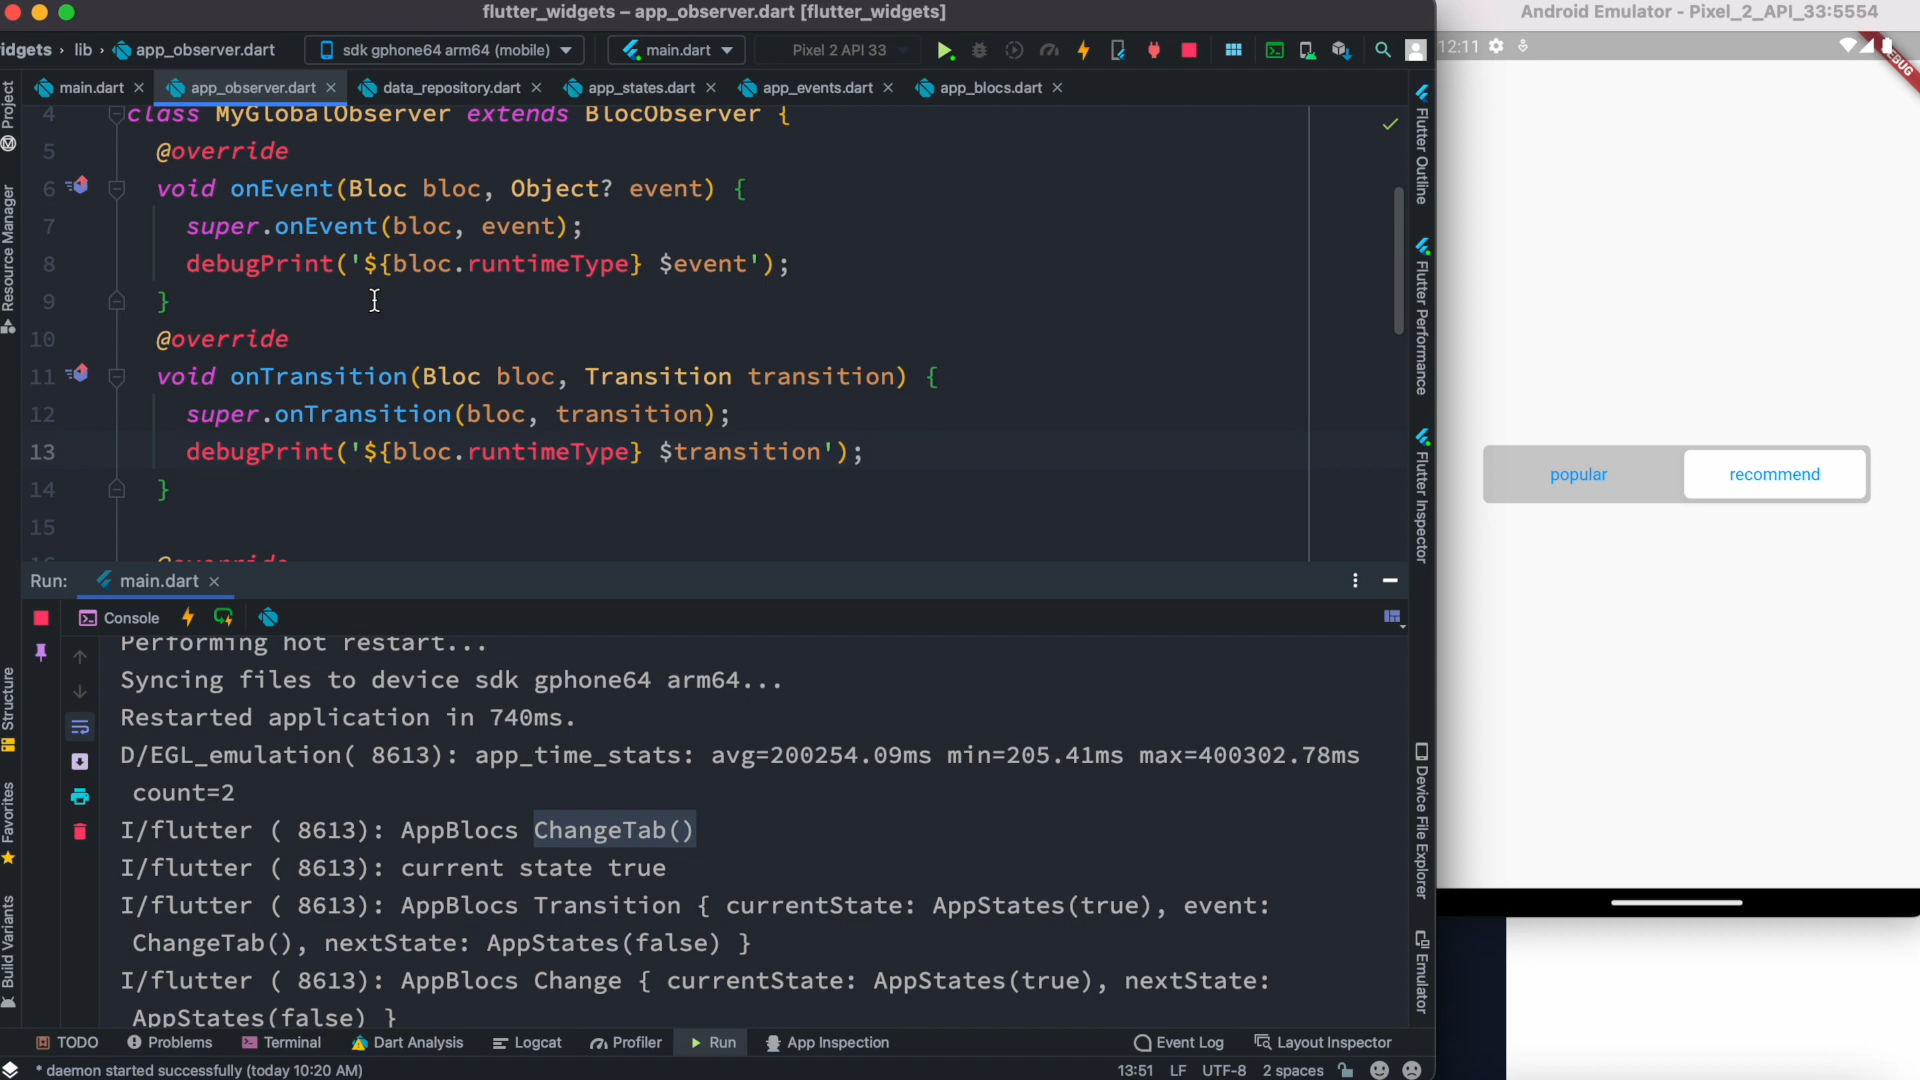 flutter_widgets – app_observer.dart [flutter_widgets]
Android Emulator - Pixel_2_API_33:5554
idgets › lib › app_observer.dart
sdk gphone64 arm64 (mobile)
main.dart
Pixel 2 API 33
12:11
main.dart
app_observer.dart
data_repository.dart
app_states.dart
app_events.dart
app_blocs.dart
4 class MyGlobalObserver extends BlocObserver {
5 @override
6 void onEvent(Bloc bloc, Object? event) {
7 super.onEvent(bloc, event);
8 debugPrint('${bloc.runtimeType} $event');
9 }
10 @override
11 void onTransition(Bloc bloc, Transition transition) {
12 super.onTransition(bloc, transition);
13 debugPrint('${bloc.runtimeType} $transition');
14 }
15
Project
Resource Manager
Structure
Favorites
Build Variants
Flutter Outline
Flutter Performance
Flutter Inspector
Device File Explorer
Emulator
popular
recommend
Run:
main.dart
Console
Performing hot restart...
Syncing files to device sdk gphone64 arm64...
Restarted application in 740ms.
D/EGL_emulation( 8613): app_time_stats: avg=200254.09ms min=205.41ms max=400302.78ms
count=2
I/flutter ( 8613): AppBlocs ChangeTab()
I/flutter ( 8613): current state true
I/flutter ( 8613): AppBlocs Transition { currentState: AppStates(true), event:
ChangeTab(), nextState: AppStates(false) }
I/flutter ( 8613): AppBlocs Change { currentState: AppStates(true), nextState:
AppStates(false) }
TODO
Problems
Terminal
Dart Analysis
Logcat
Profiler
Run
App Inspection
Event Log
Layout Inspector
* daemon started successfully (today 10:20 AM)
13:51 LF UTF-8 2 spaces